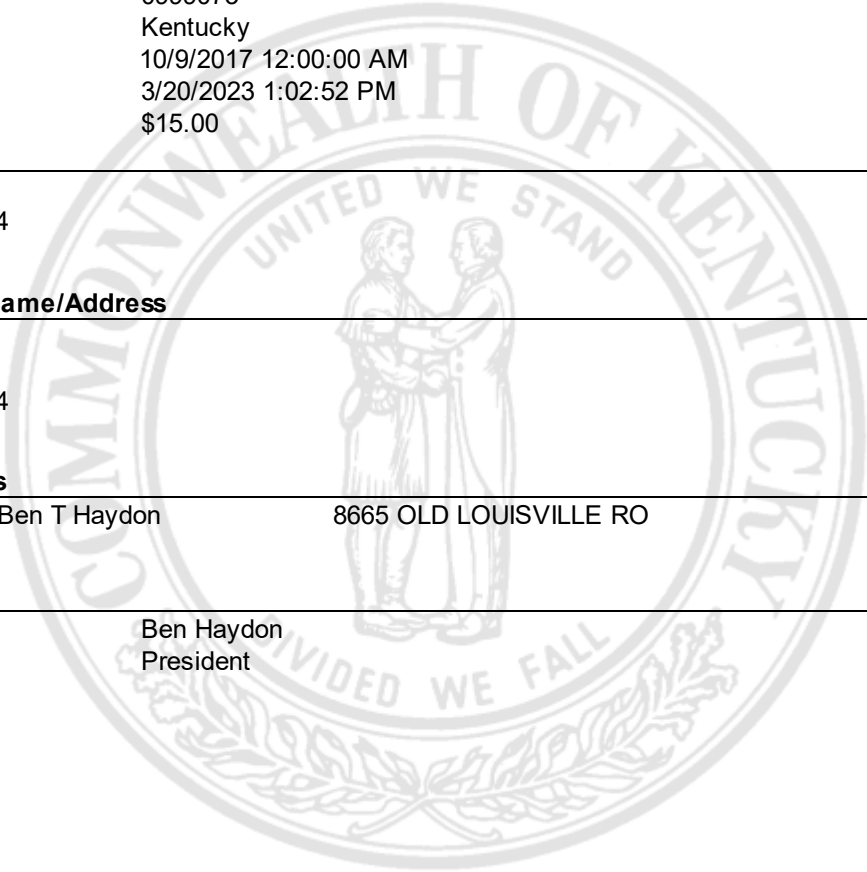 Kentucky
10/9/2017 12:00:00 AM
3/20/2023 1:02:52 PM
$15.00
4
ame/Address
4
s
Ben T Haydon 8665 OLD LOUISVILLE RO
Ben Haydon
President
COMMONWEALTH OF KENTUCKY
UNITED WE STAND
DIVIDED WE FALL